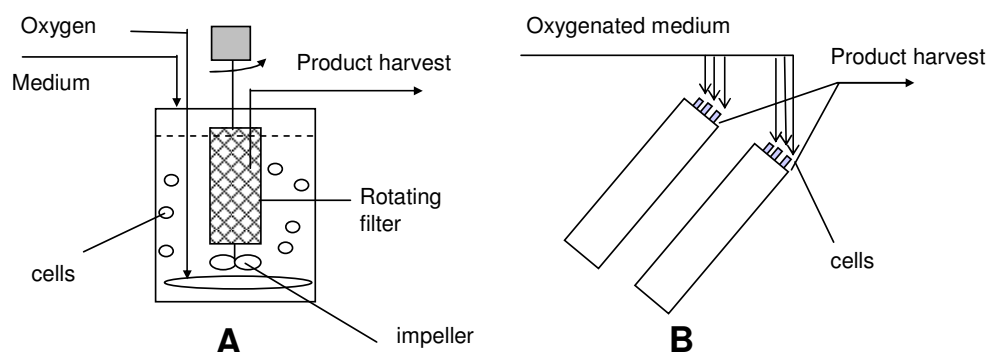 Oxygen
Medium
Product harvest
Rotating
filter
cells
impeller
A
Oxygenated medium
Product harvest
cells
B